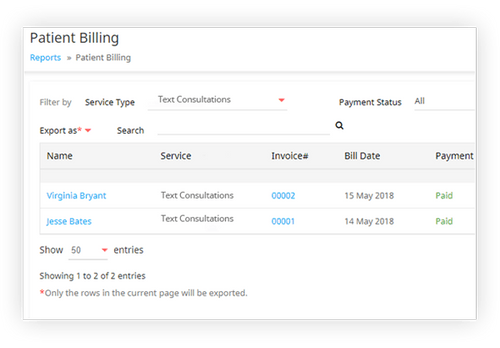 Patient Billing
Reports » Patient Billing
Filter by Service Type Text Consultations Payment Status All
Export as* Search
Name Service Invoice# Bill Date Payment
Virginia Bryant Text Consultations 00002 15 May 2018 Paid
Jesse Bates Text Consultations 00001 14 May 2018 Paid
Show 50 entries
Showing 1 to 2 of 2 entries
*Only the rows in the current page will be exported.